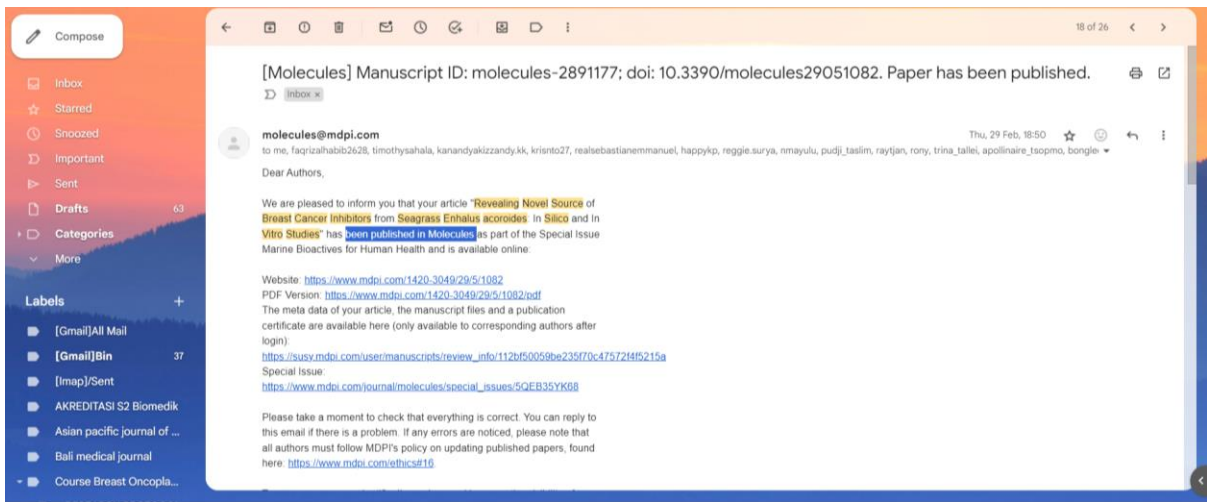 Compose
18 of 26
Inbox
Starred
Snoozed
Important
Sent
Drafts 63
Categories
More
Labels +
[Gmail]All Mail
[Gmail]Bin 37
[Imap]/Sent
AKREDITASI S2 Biomedik
Asian pacific journal of ...
Bali medical journal
Course Breast Oncopla...
[Molecules] Manuscript ID: molecules-2891177; doi: 10.3390/molecules29051082. Paper has been published.
Inbox x
molecules@mdpi.com
Thu, 29 Feb, 18:50
to me, faqrizalhabib2628, timothysahala, kanandyakizzandy.kk, krisnto27, realsebastianemmanuel, happykp, reggie.surya, nmayulu, pudji_taslim, raytjan, rony, trina_tallei, apollinaire_tsopmo,
Dear Authors,
We are pleased to inform you that your article "Revealing Novel Source of
Breast Cancer Inhibitors from Seagrass Enhalus acoroides: In Silico and In
Vitro Studies" has been published in Molecules as part of the Special Issue
Marine Bioactives for Human Health and is available online:
Website: https://www.mdpi.com/1420-3049/29/5/1082
PDF Version: https://www.mdpi.com/1420-3049/29/5/1082/pdf
The meta data of your article, the manuscript files and a publication
certificate are available here (only available to corresponding authors after
login):
https://susy.mdpi.com/user/manuscripts/review_info/112bf50059be235f70c47572f4f5215a
Special Issue:
https://www.mdpi.com/journal/molecules/special_issues/5QEB35YK68
Please take a moment to check that everything is correct. You can reply to
this email if there is a problem. If any errors are noticed, please note that
all authors must follow MDPI's policy on updating published papers, found
here: https://www.mdpi.com/ethics#16